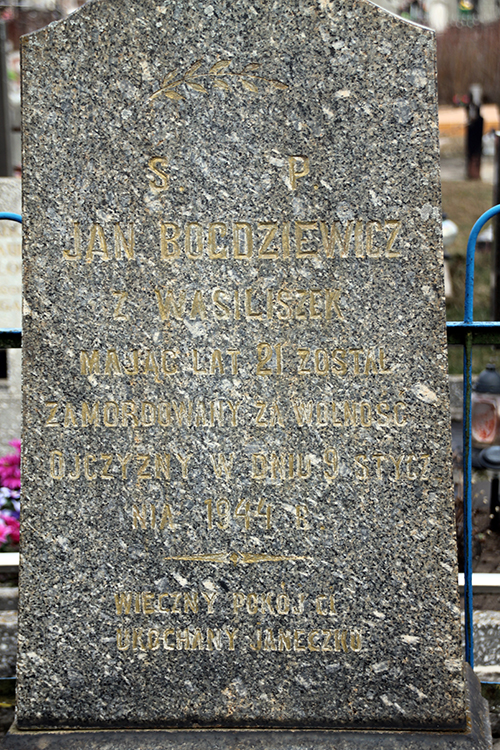 S. P.
JAN BOGDZIEWICZ
Z WASILISZEK
MAJĄC LAT 21 ZOSTAŁ
ZAMORDOWANY ZA WOLNOŚĆ
OJCZYZNY W DNIU 9 STYCZ
NIA 1944 R.
WIECZNY POKÓJ CI
UKOCHANY JANECZKU